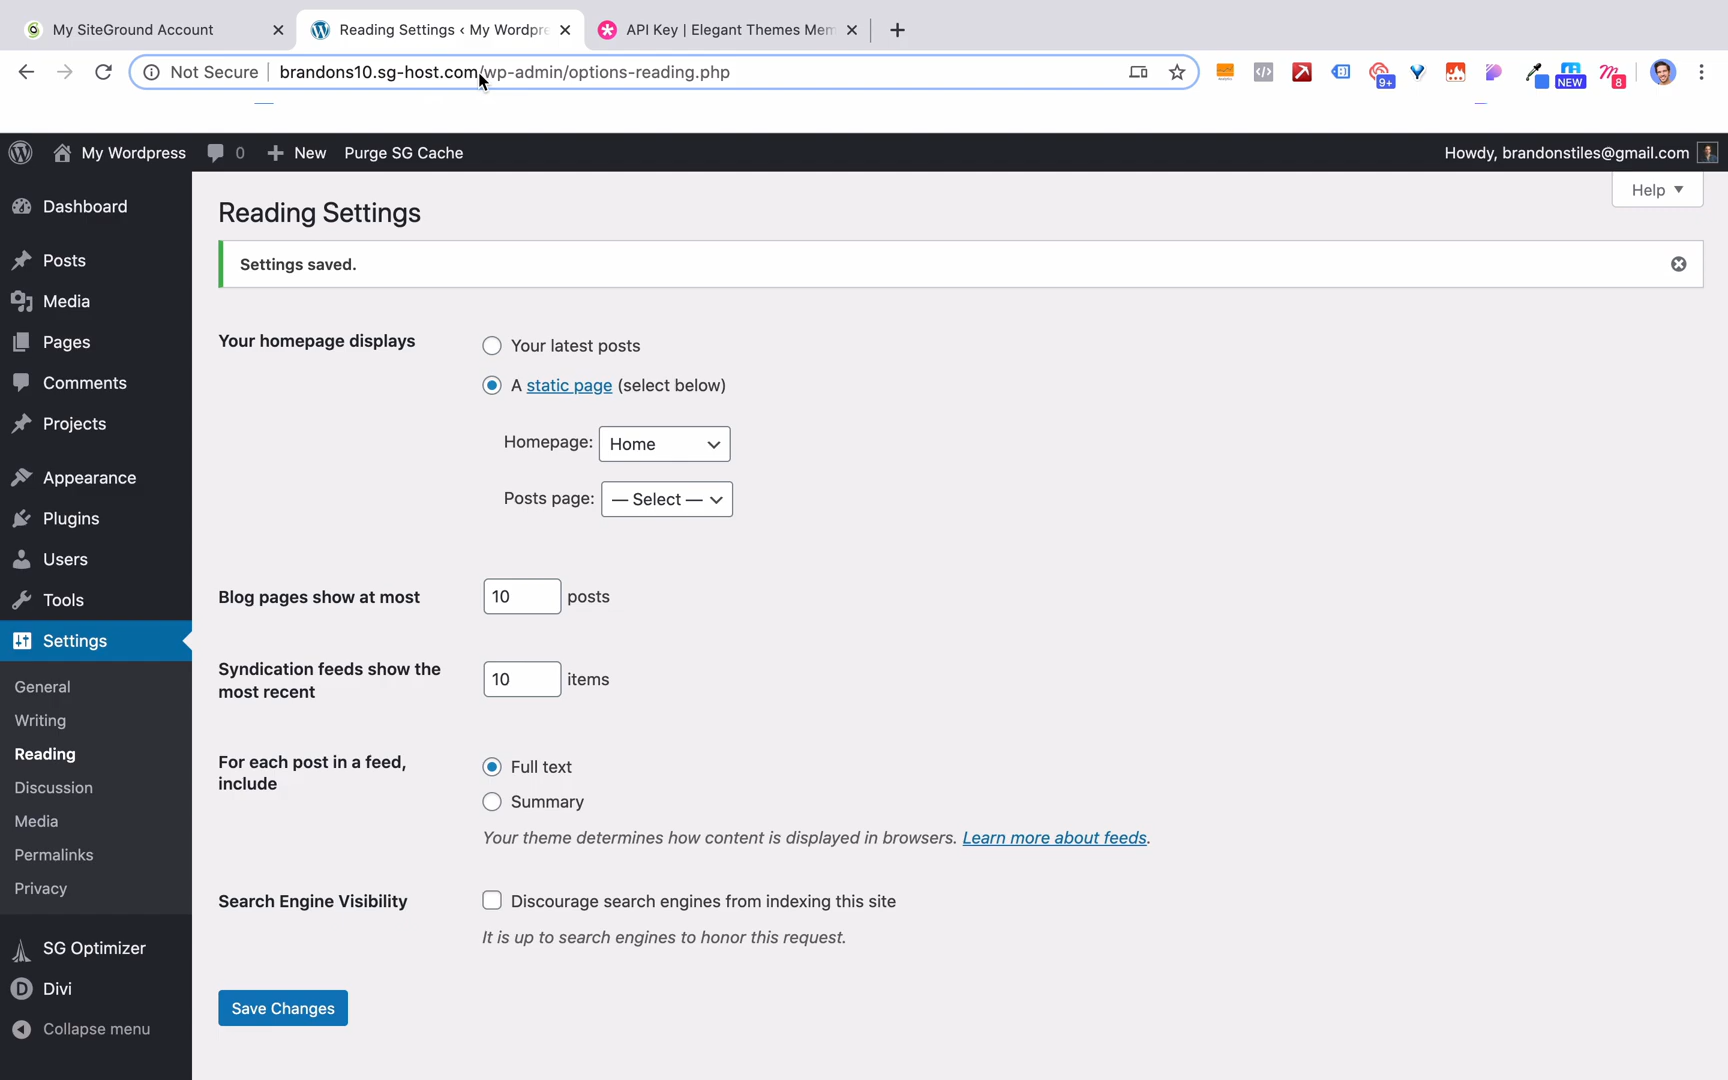 My SiteGround Account
Reading Settings ‹ My Wordpre
API Key | Elegant Themes Mem
Not Secure
brandons10.sg-host.com/wp-admin/options-reading.php
9+
NEW
8
My Wordpress
0
New
Purge SG Cache
Howdy, brandonstiles@gmail.com
Help
Dashboard
Posts
Media
Pages
Comments
Projects
Appearance
Plugins
Users
Tools
Settings
General
Writing
Reading
Discussion
Media
Permalinks
Privacy
SG Optimizer
Divi
Collapse menu
Reading Settings
Settings saved.
Your homepage displays
Your latest posts
A static page (select below)
Homepage: Home
Posts page: — Select —
Blog pages show at most
10 posts
Syndication feeds show the
most recent
10 items
For each post in a feed,
include
Full text
Summary
Your theme determines how content is displayed in browsers. Learn more about feeds.
Search Engine Visibility
Discourage search engines from indexing this site
It is up to search engines to honor this request.
Save Changes